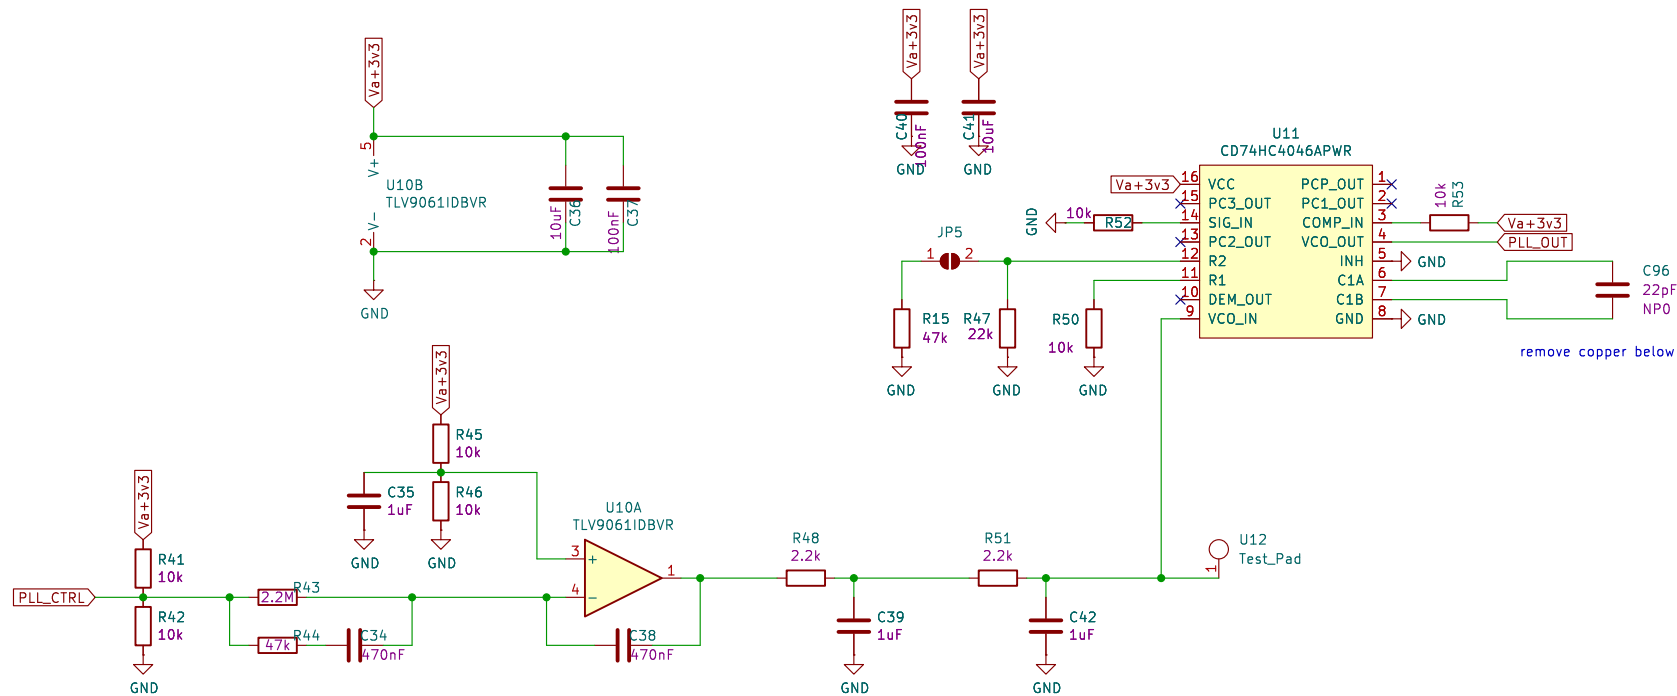 Va+3v3
5
V+
U10B
TLV9061IDBVR
V-
2
10uF
C36
100nF
C37
GND
Va+3v3
Va+3v3
C40
100nF
C41
10uF
GND
GND
U11
CD74HC4046APWR
Va+3v3
16
VCC
PCP_OUT
1
15
PC3_OUT
PC1_OUT
2
14
SIG_IN
COMP_IN
3
13
PC2_OUT
VCO_OUT
4
12
R2
INH
5
11
R1
C1A
6
10
DEM_OUT
C1B
7
9
VCO_IN
GND
8
GND
10k
R52
10k
R53
Va+3v3
PLL_OUT
GND
GND
C96
22pF
NP0
remove copper below
JP5
1
2
R15
47k
R47
22k
R50
10k
GND
GND
GND
Va+3v3
R45
10k
C35
1uF
R46
10k
GND
GND
Va+3v3
R41
10k
PLL_CTRL
R42
10k
GND
R43
2.2M
R44
47k
C34
470nF
U10A
TLV9061IDBVR
3
+
1
4
-
C38
470nF
R48
2.2k
C39
1uF
GND
R51
2.2k
C42
1uF
GND
U12
Test_Pad
1